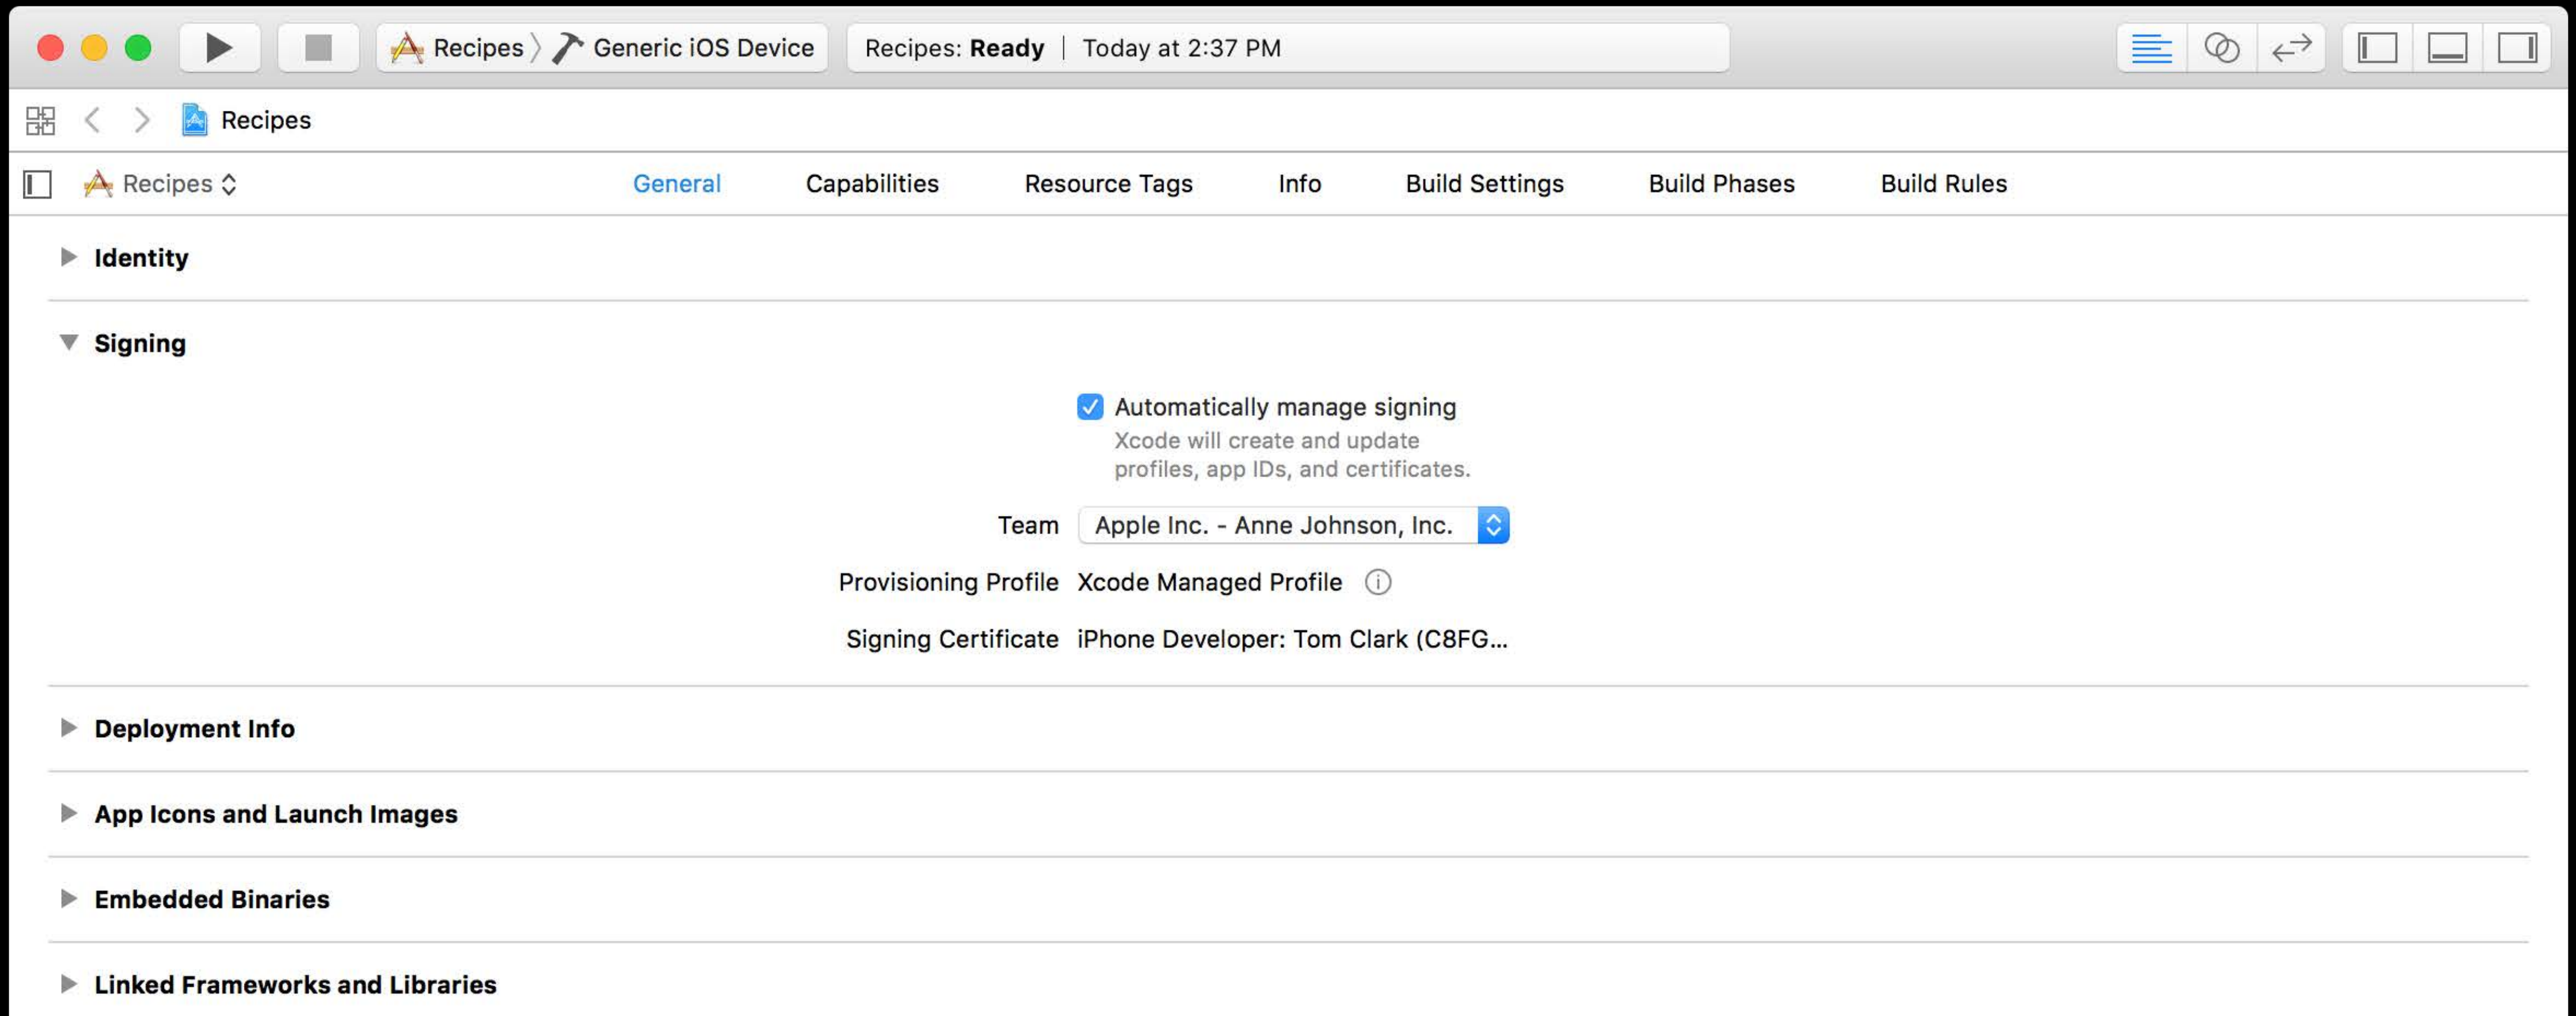 Recipes Generic iOS Device Recipes: Ready Today at 2:37 PM
Recipes
Recipes General Capabilities Resource Tags Info Build Settings Build Phases Build Rules
Identity
Signing
Automatically manage signing
Xcode will create and update
profiles, app IDs, and certificates.
Team Apple Inc. - Anne Johnson, Inc.
Provisioning Profile Xcode Managed Profile
Signing Certificate iPhone Developer: Tom Clark (C8FG...
Deployment Info
App Icons and Launch Images
Embedded Binaries
Linked Frameworks and Libraries